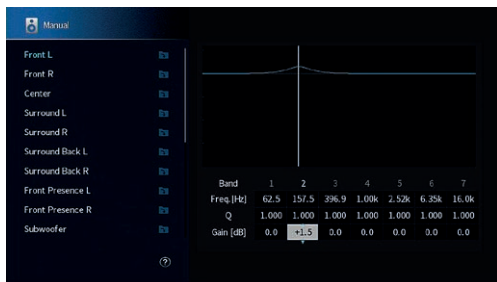 Manual
Front L
Front R
Center
Surround L
Surround R
Surround Back L
Surround Back R
Front Presence L
Front Presence R
Subwoofer
?
Band 1 2 3 4 5 6 7
Freq.[Hz] 62.5 157.5 396.9 1.00k 2.52k 6.35k 16.0k
Q 1.000 1.000 1.000 1.000 1.000 1.000 1.000
Gain [dB] 0.0 +1.5 0.0 0.0 0.0 0.0 0.0